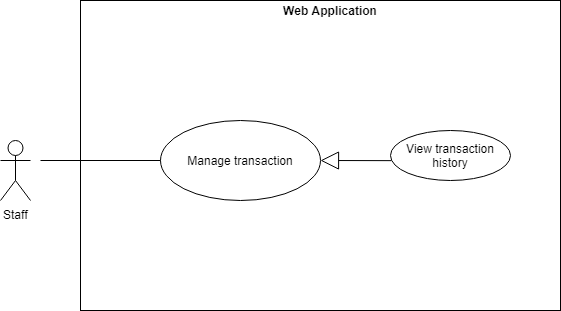 Web Application
Manage transaction
View transaction
history
Staff